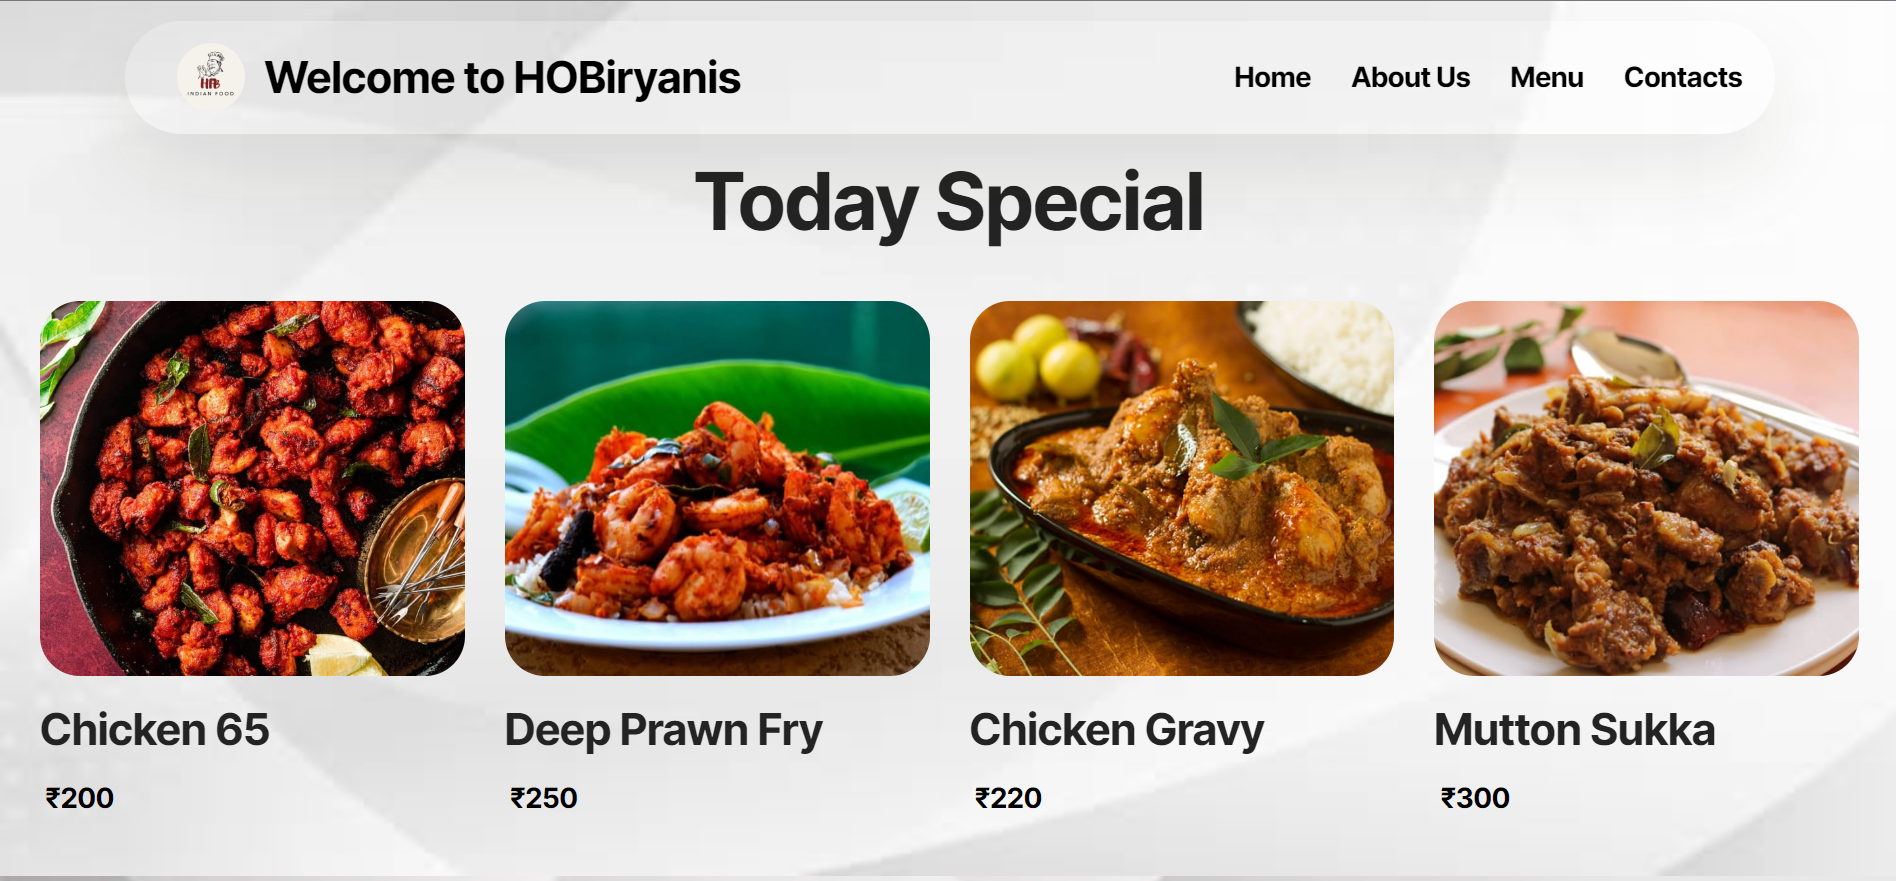 HOB
INDIAN FOOD
Welcome to HOBiryanis
Home About Us Menu Contacts
Today Special
Chicken 65
₹200
Deep Prawn Fry
₹250
Chicken Gravy
₹220
Mutton Sukka
₹300